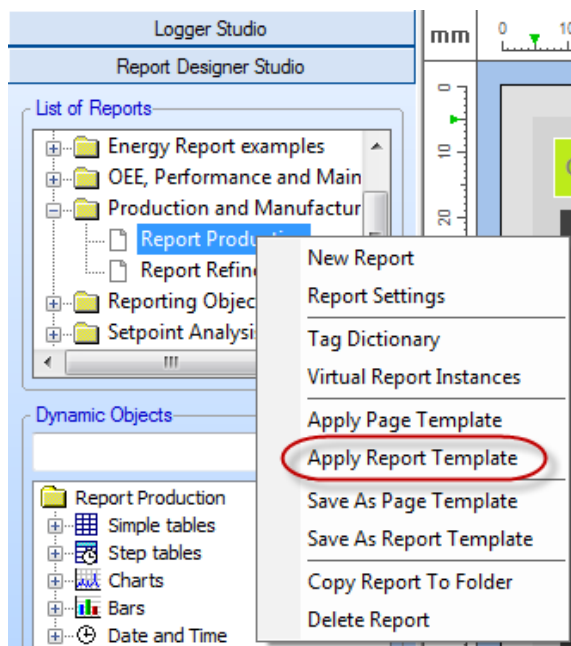 Logger Studio
Report Designer Studio
List of Reports
Energy Report examples
OEE, Performance and Main
Production and Manufactur
Report Produ
Report Refin
Reporting Objec
Setpoint Analysi
Dynamic Objects
Report Production
Simple tables
Step tables
Charts
Bars
Date and Time
New Report
Report Settings
Tag Dictionary
Virtual Report Instances
Apply Page Template
Apply Report Template
Save As Page Template
Save As Report Template
Copy Report To Folder
Delete Report
mm
0 10
0
10
20